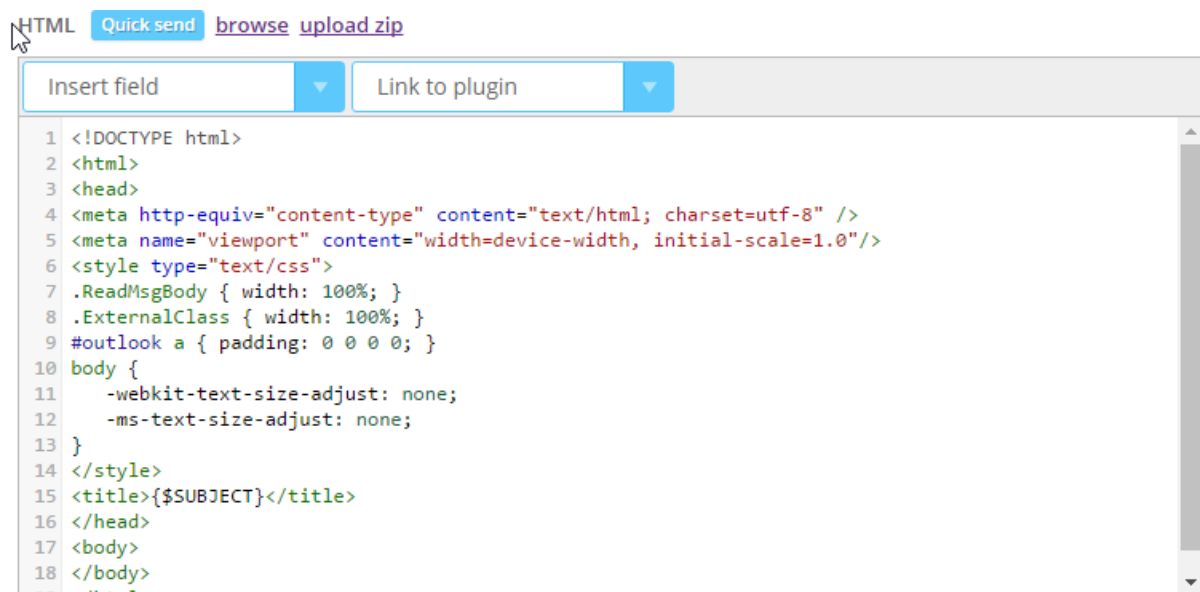 HTML Quick send browse upload zip
Insert field Link to plugin
1 <!DOCTYPE html>
2 <html>
3 <head>
4 <meta http-equiv="content-type" content="text/html; charset=utf-8" />
5 <meta name="viewport" content="width=device-width, initial-scale=1.0"/>
6 <style type="text/css">
7 .ReadMsgBody { width: 100%; }
8 .ExternalClass { width: 100%; }
9 #outlook a { padding: 0 0 0 0; }
10 body {
11    -webkit-text-size-adjust: none;
12    -ms-text-size-adjust: none;
13 }
14 </style>
15 <title>{$SUBJECT}</title>
16 </head>
17 <body>
18 </body>